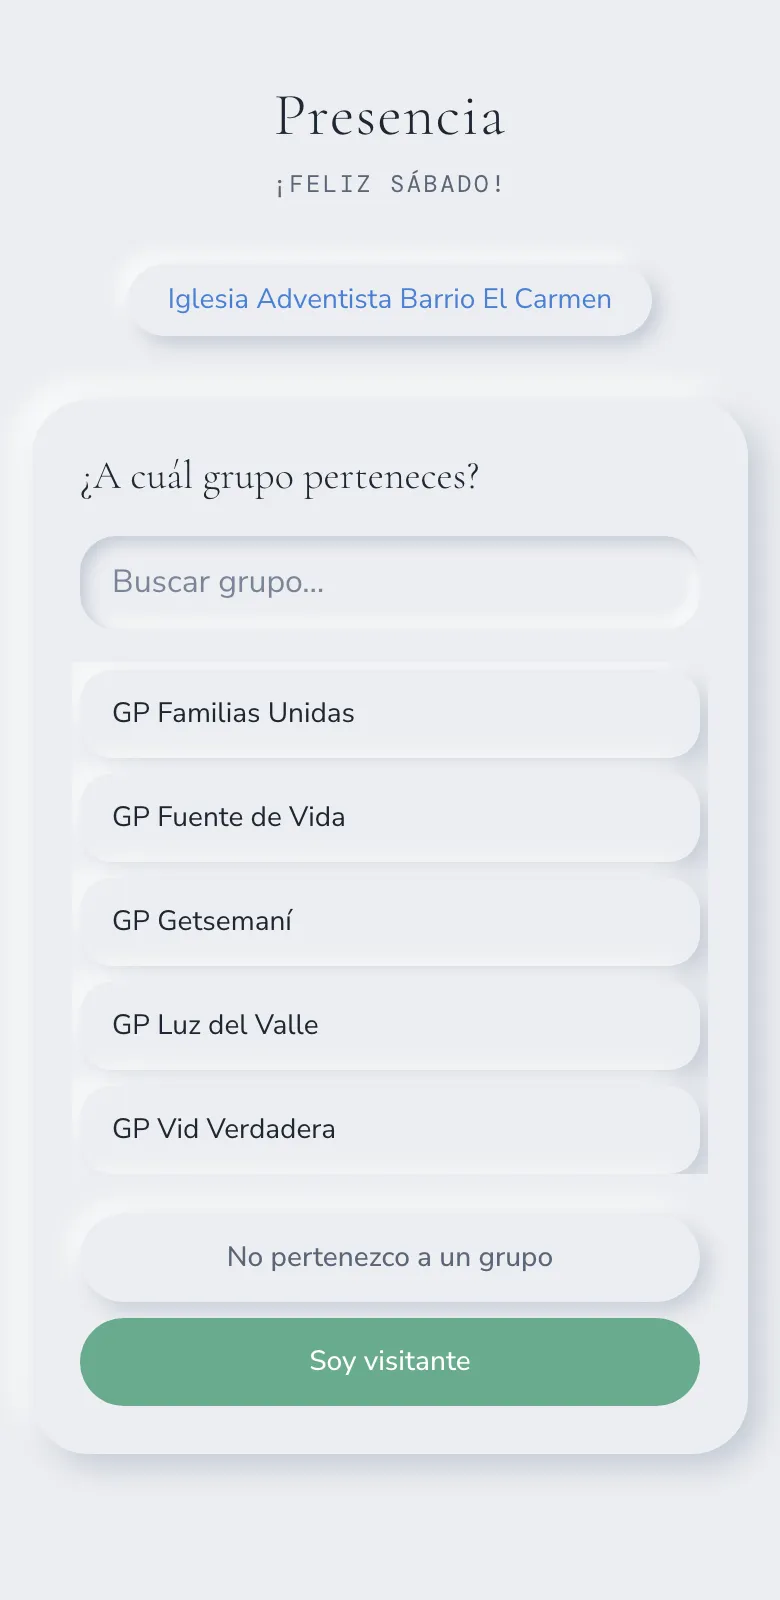 Presencia
¡FELIZ SÁBADO!
Iglesia Adventista Barrio El Carmen
¿A cuál grupo perteneces?
Buscar grupo...
GP Familias Unidas
GP Fuente de Vida
GP Getsemaní
GP Luz del Valle
GP Vid Verdadera
No pertenezco a un grupo
Soy visitante